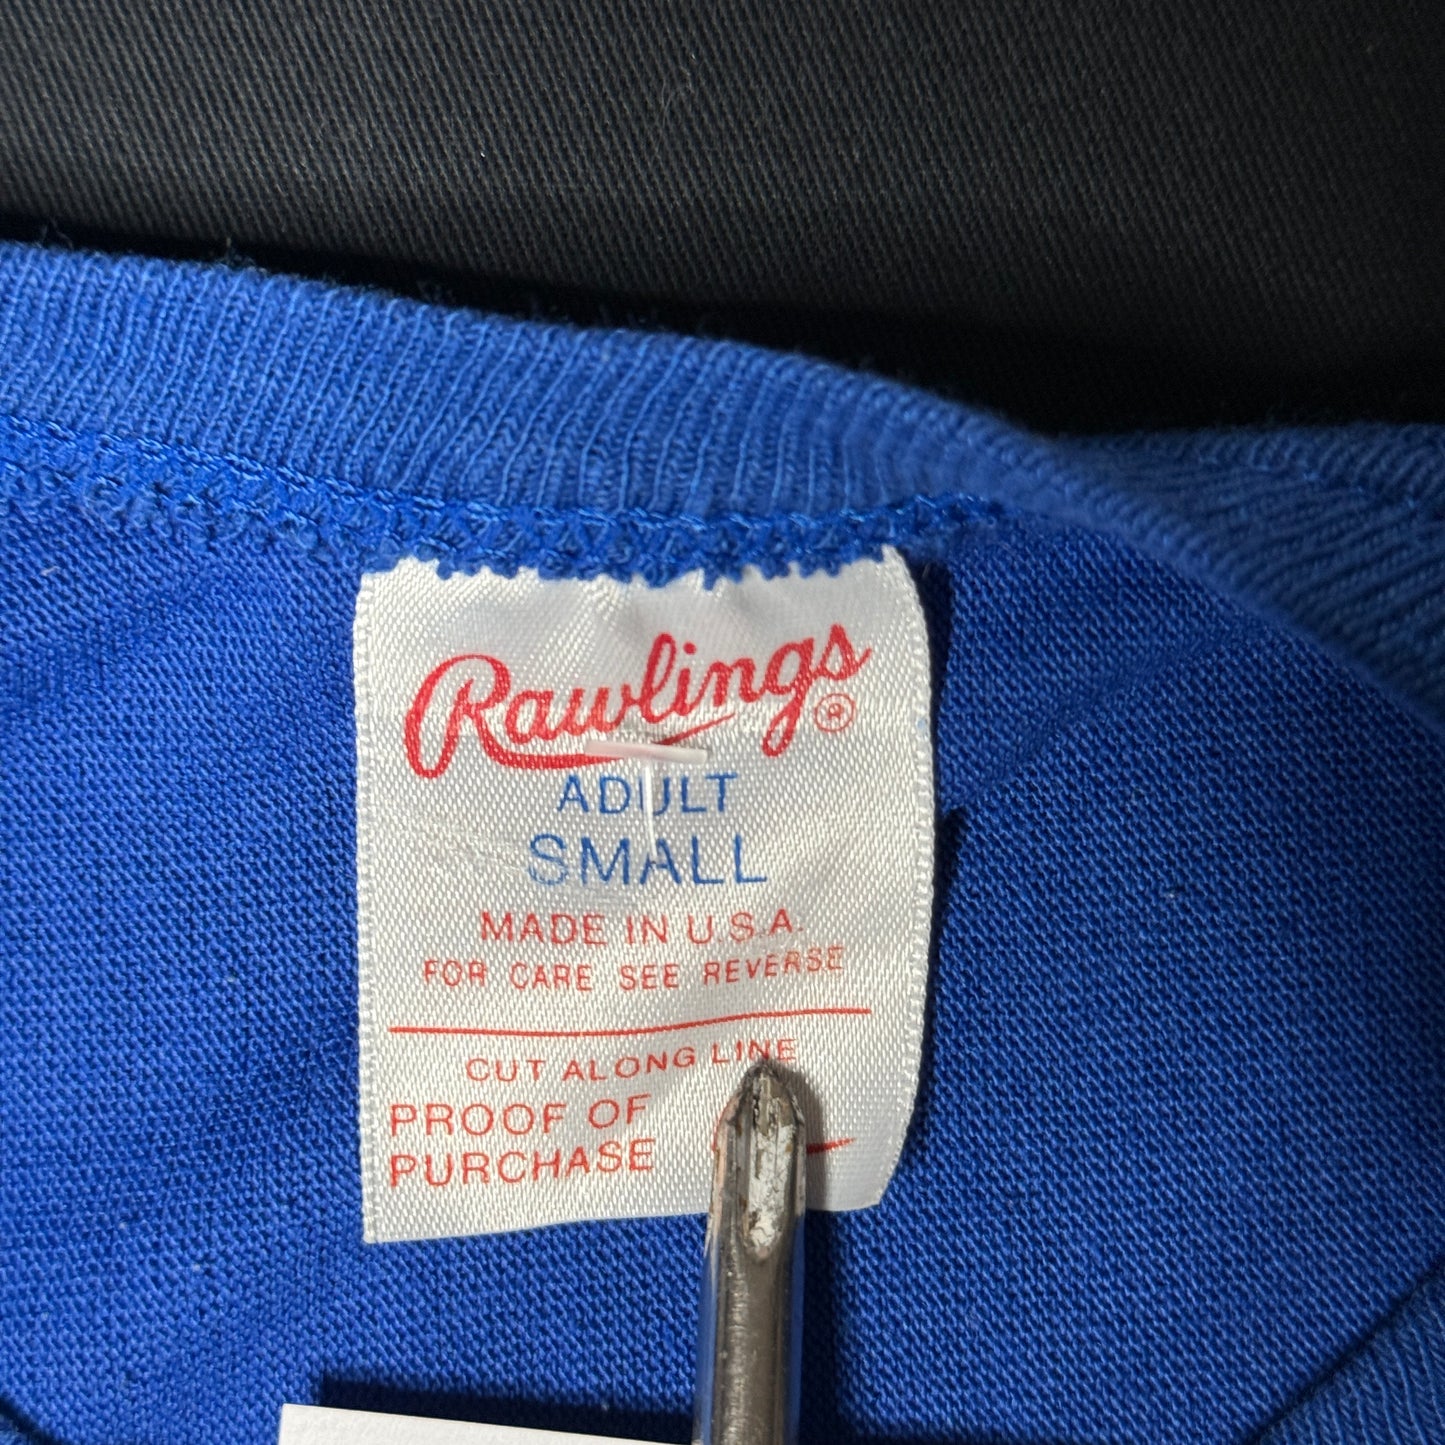 Rawlings ®
ADULT
SMALL
MADE IN U.S.A.
FOR CARE SEE REVERSE
CUT ALONG LINE
PROOF OF
PURCHASE